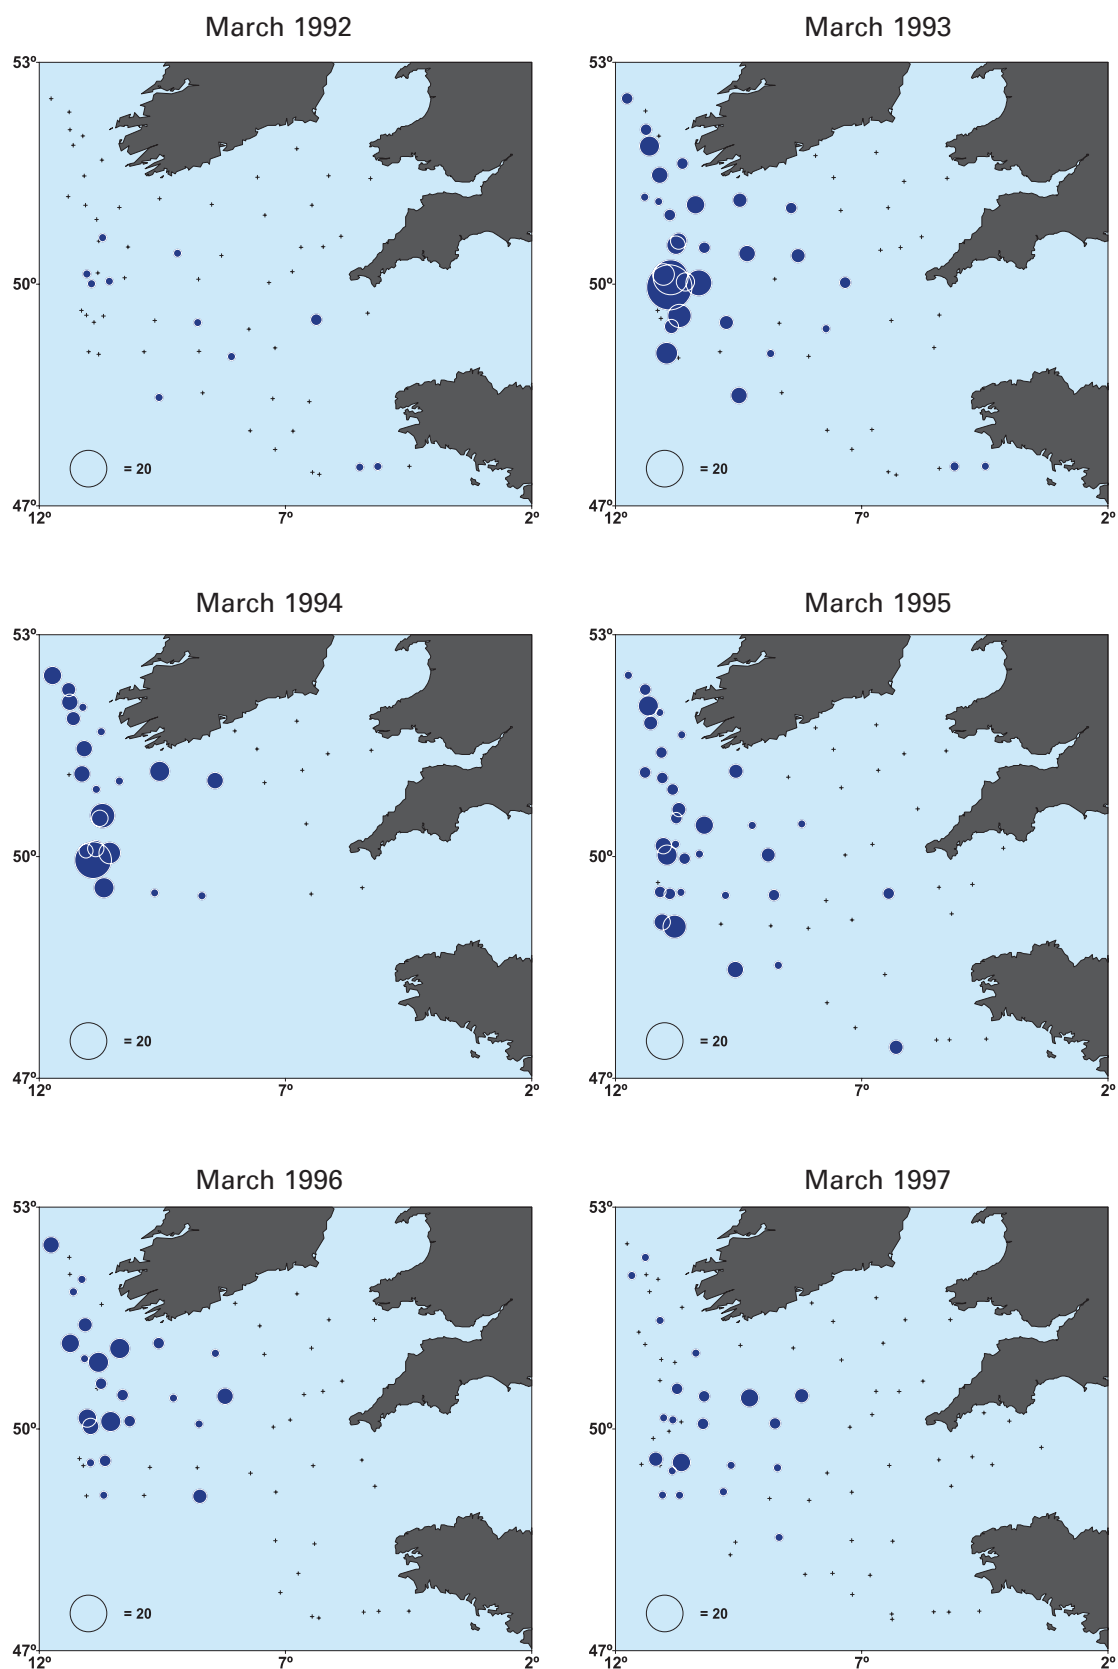 March 1992
March 1993
53º
53º
50º
50º
= 20
= 20
47º
47º
12º 7º 2º
12º 7º 2º
March 1994
March 1995
53º
53º
50º
50º
= 20
= 20
47º
47º
12º 7º 2º
12º 7º 2º
March 1996
March 1997
53º
53º
50º
50º
= 20
= 20
47º
47º
12º 7º 2º
12º 7º 2º